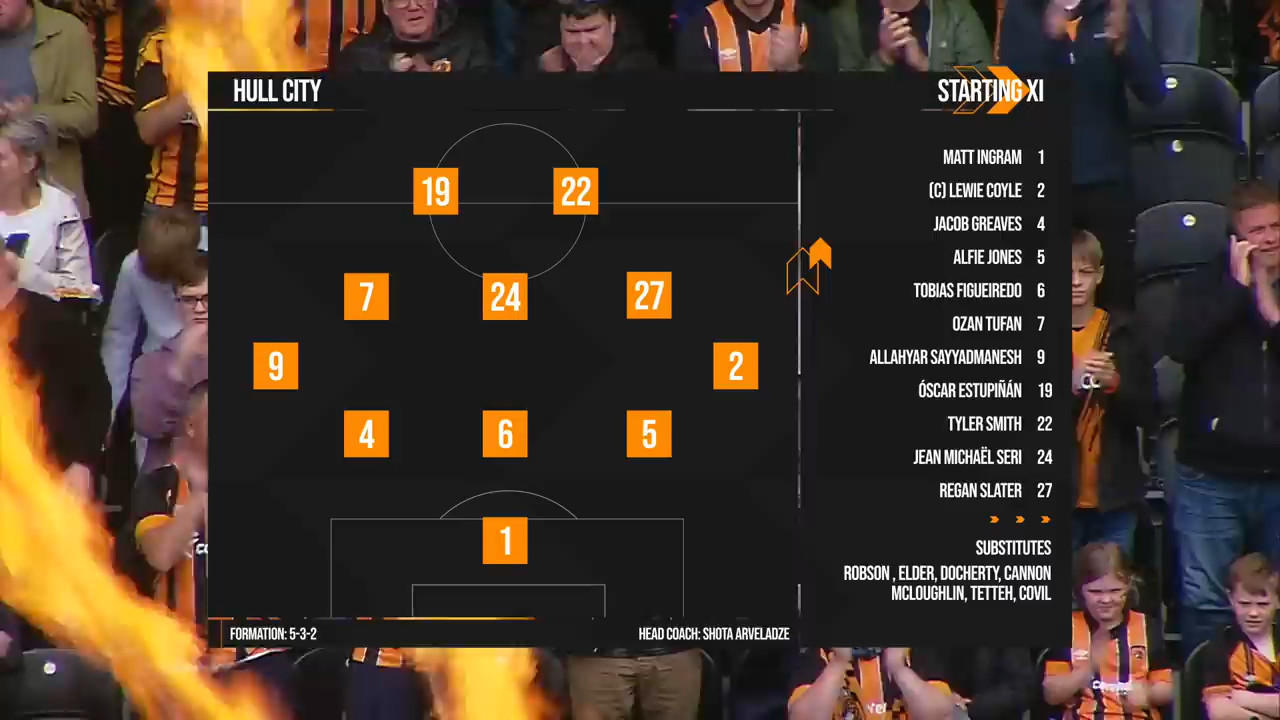 HULL CITY
STARTING XI
19 22
7 24 27
9 2
4 6 5
1
MATT INGRAM 1
(C) LEWIE COYLE 2
JACOB GREAVES 4
ALFIE JONES 5
TOBIAS FIGUEIREDO 6
OZAN TUFAN 7
ALLAHYAR SAYYADMANESH 9
ÓSCAR ESTUPIÑÁN 19
TYLER SMITH 22
JEAN MICHAËL SERI 24
REGAN SLATER 27
SUBSTITUTES
ROBSON , ELDER, DOCHERTY, CANNON
MCLOUGHLIN, TETTEH, COVIL
FORMATION: 5-3-2
HEAD COACH: SHOTA ARVELADZE